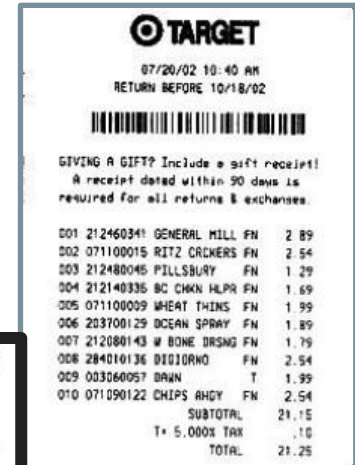 TARGET
07/20/02 10:40 AM
RETURN BEFORE 10/18/02
GIVING A GIFT? Include a gift receipt!
A receipt dated within 90 days is
required for all returns & exchanges.
001 212460341 GENERAL MILL FN 2.89
002 071100015 RITZ CRCKERS FN 2.54
003 212480045 PILLSBURY FN 1.29
004 212140335 BC CHKN HLPR FN 1.69
005 071100009 WHEAT THINS FN 1.99
006 203700129 OCEAN SPRAY FN 1.89
007 212080143 W BONE DRSNG FN 1.79
008 284010136 DIGIORNO FN 2.54
009 003060057 DAWN T 1.99
010 071090122 CHIPS AHOY FN 2.54
SUBTOTAL 21.15
T= 5.000% TAX .10
TOTAL 21.25